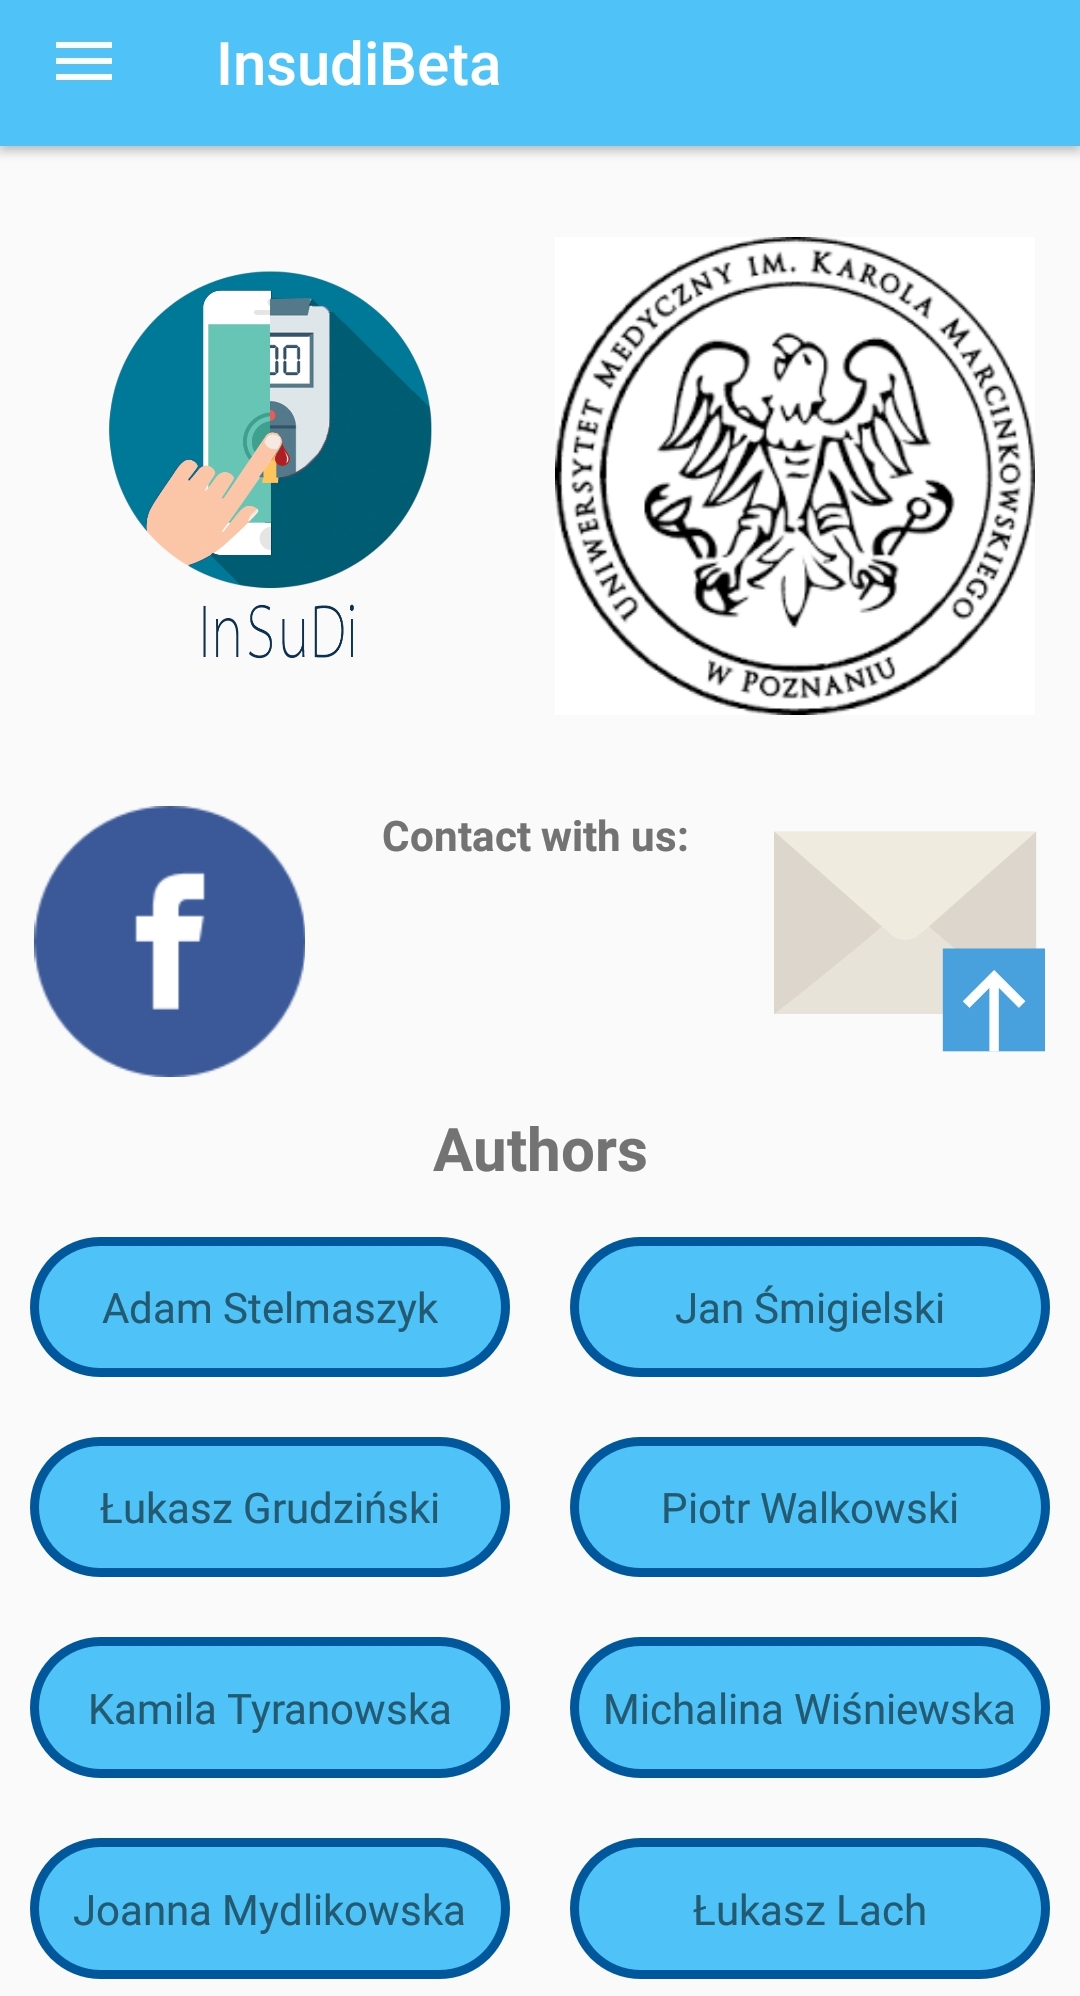 InsudiBeta
InSuDi
UNIWERSYTET MEDYCZNY IM. KAROLA MARCINKOWSKIEGO
W POZNANIU
00
f
Contact with us:
Authors
Adam Stelmaszyk
Jan Śmigielski
Łukasz Grudziński
Piotr Walkowski
Kamila Tyranowska
Michalina Wiśniewska
Joanna Mydlikowska
Łukasz Lach